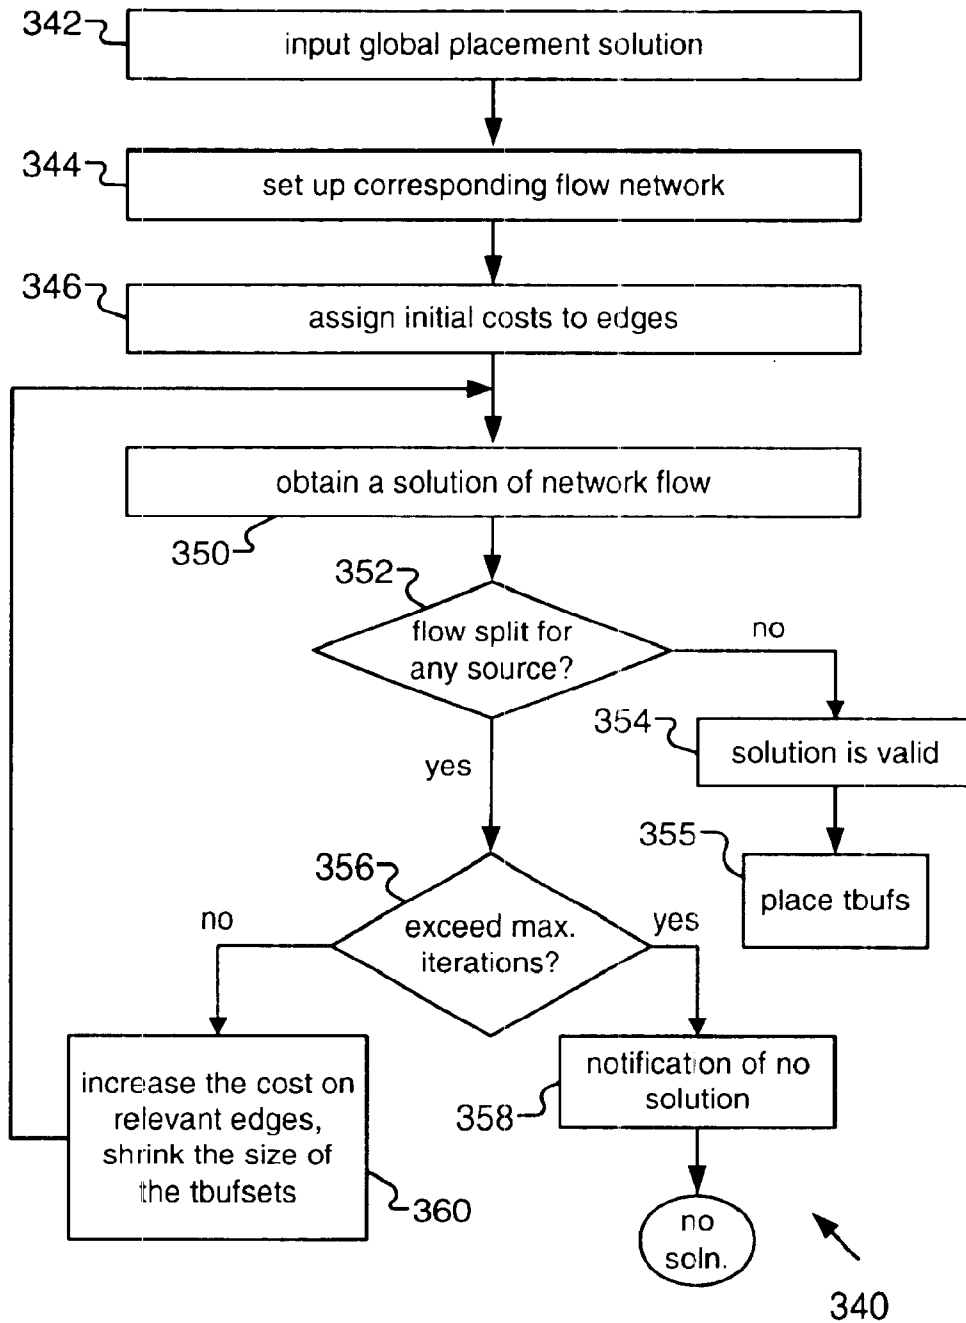 342
input global placement solution
344
set up corresponding flow network
346
assign initial costs to edges
obtain a solution of network flow
350
352
flow split for
any source?
no
yes
354
solution is valid
355
place tbufs
356
exceed max.
iterations?
no
yes
increase the cost on
relevant edges,
shrink the size of
the tbufsets
360
notification of no
solution
358
no
soln.
340